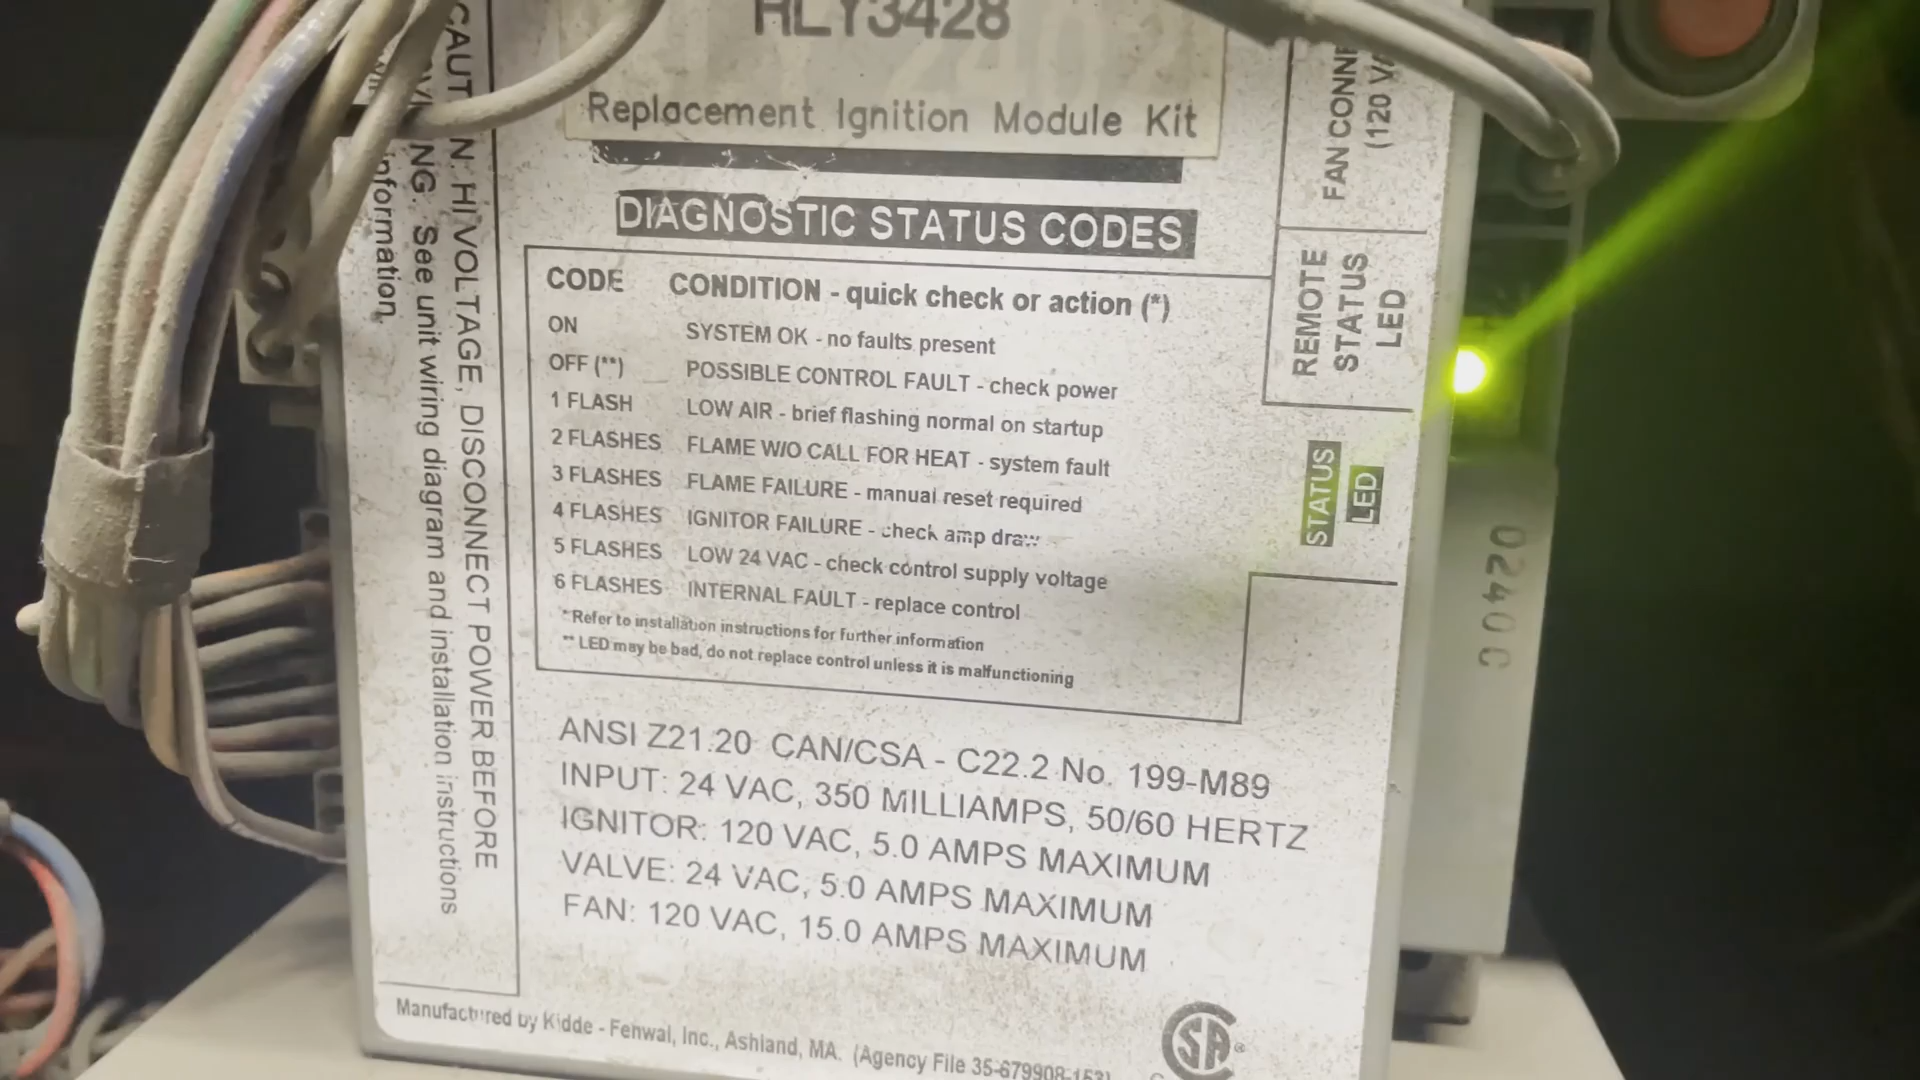 HLY3428
Replacement Ignition Module Kit
DIAGNOSTIC STATUS CODES
CODE CONDITION - quick check or action (*)
ON SYSTEM OK - no faults present
OFF (**) POSSIBLE CONTROL FAULT - check power
1 FLASH LOW AIR - brief flashing normal on startup
2 FLASHES FLAME W/O CALL FOR HEAT - system fault
3 FLASHES FLAME FAILURE - manual reset required
4 FLASHES IGNITOR FAILURE - check amp draw
5 FLASHES LOW 24 VAC - check control supply voltage
6 FLASHES INTERNAL FAULT - replace control
*Refer to installation instructions for further information
** LED may be bad, do not replace control unless it is malfunctioning
ANSI Z21.20 CAN/CSA - C22.2 No. 199-M89
INPUT: 24 VAC, 350 MILLIAMPS, 50/60 HERTZ
IGNITOR: 120 VAC, 5.0 AMPS MAXIMUM
VALVE: 24 VAC, 5.0 AMPS MAXIMUM
FAN: 120 VAC, 15.0 AMPS MAXIMUM
Manufactured by Kidde - Fenwal, Inc., Ashland, MA. (Agency File 35-679908-153)
HI VOLTAGE, DISCONNECT POWER BEFORE
See unit wiring diagram and installation instructions
information.
FAN
(120
REMOTE
STATUS
LED
STATUS
LED
0240C